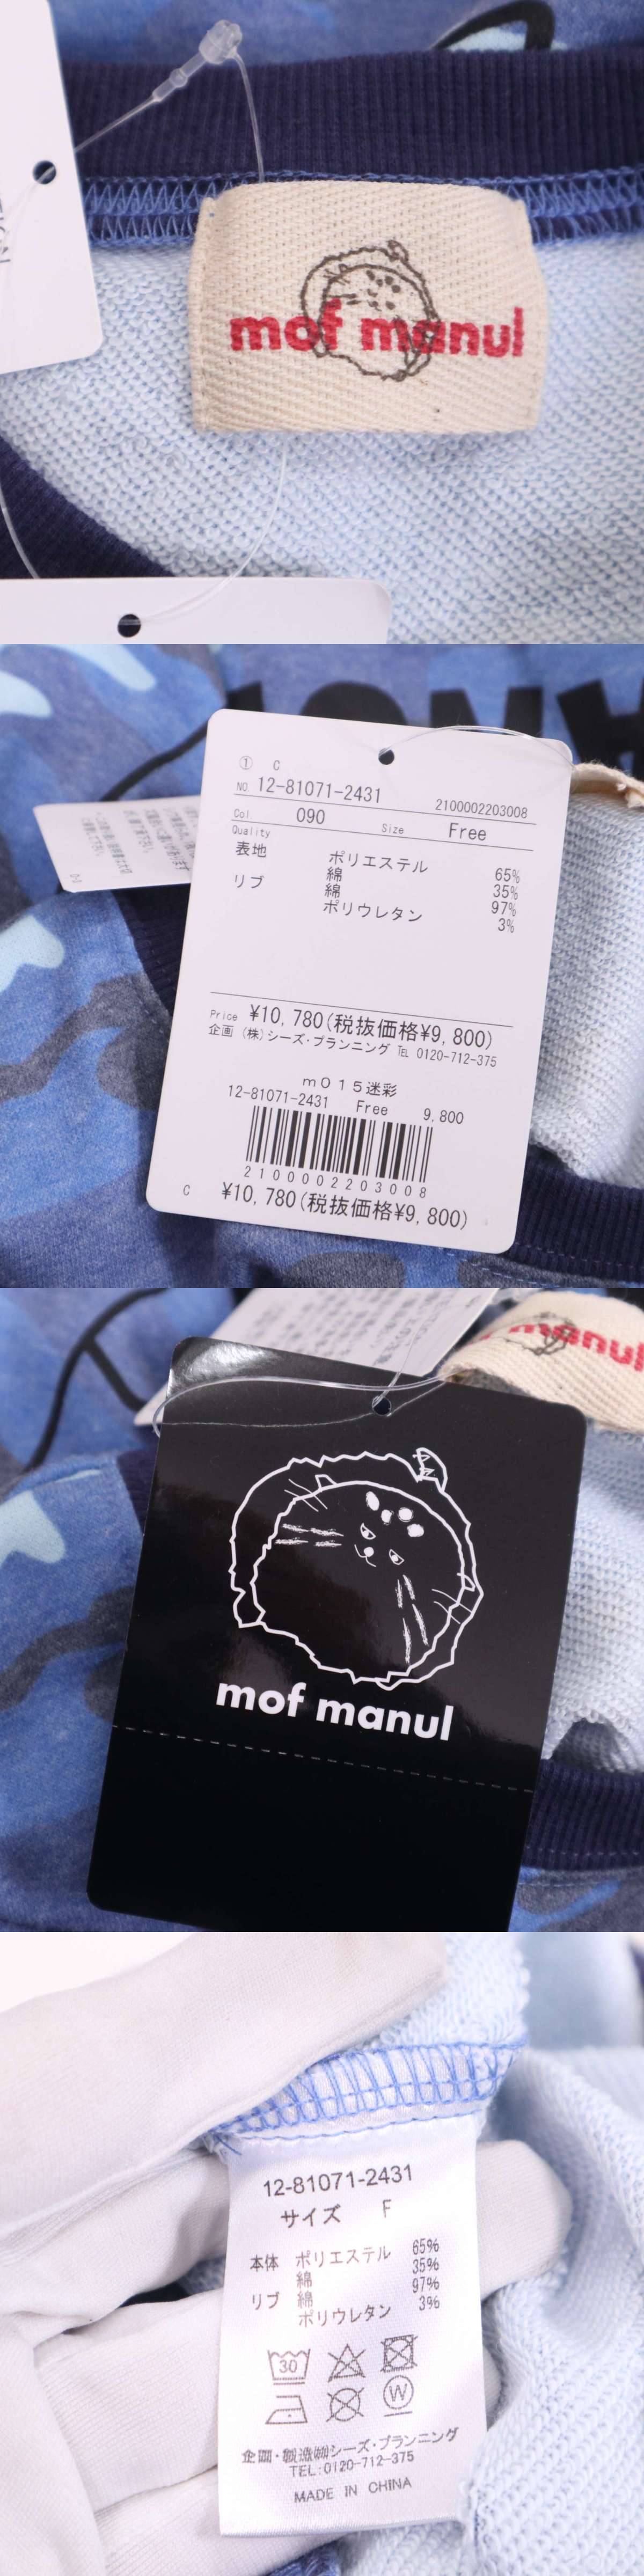 mof manul
① C
NO. 12-81071-2431 2100002203008
Col 090 Size Free
Quality
表地 ポリエステル 65%
綿 35%
リブ 綿 97%
ポリウレタン 3%
Price ¥10,780(税抜価格¥9,800)
企画 (株)シーズ・プランニング TEL 0120-712-375
m015迷彩
12-81071-2431 Free 9,800
2100002203008
C ¥10,780(税抜価格¥9,800)
manul
mof manul
12-81071-2431
サイズ F
本体 ポリエステル 65%
綿 35%
リブ 綿 97%
ポリウレタン 3%
30
W
企画・製造㈱シーズ・プランニング
TEL:0120-712-375
MADE IN CHINA